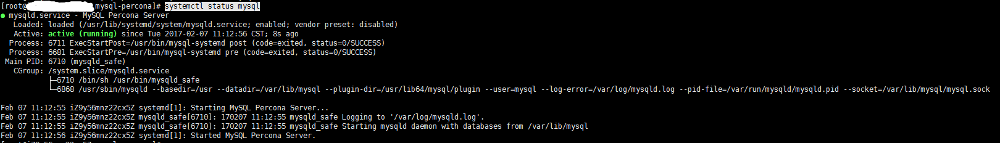 [root@ mysql-percona]# systemctl status mysql
● mysqld.service - MySQL Percona Server
   Loaded: loaded (/usr/lib/systemd/system/mysqld.service; enabled; vendor preset: disabled)
   Active: active (running) since Tue 2017-02-07 11:12:56 CST; 8s ago
  Process: 6711 ExecStartPost=/usr/bin/mysql-systemd post (code=exited, status=0/SUCCESS)
  Process: 6681 ExecStartPre=/usr/bin/mysql-systemd pre (code=exited, status=0/SUCCESS)
 Main PID: 6710 (mysqld_safe)
   CGroup: /system.slice/mysqld.service
           ├─6710 /bin/sh /usr/bin/mysqld_safe
           └─6868 /usr/sbin/mysqld --basedir=/usr --datadir=/var/lib/mysql --plugin-dir=/usr/lib64/mysql/plugin --user=mysql --log-error=/var/log/mysqld.log --pid-file=/var/run/mysqld/mysqld.pid --socket=/var/lib/mysql/mysql.sock
Feb 07 11:12:55 iZ9y56mnz22cx5Z systemd[1]: Starting MySQL Percona Server...
Feb 07 11:12:55 iZ9y56mnz22cx5Z mysqld_safe[6710]: 170207 11:12:55 mysqld_safe Logging to '/var/log/mysqld.log'.
Feb 07 11:12:55 iZ9y56mnz22cx5Z mysqld_safe[6710]: 170207 11:12:55 mysqld_safe Starting mysqld daemon with databases from /var/lib/mysql
Feb 07 11:12:56 iZ9y56mnz22cx5Z systemd[1]: Started MySQL Percona Server.